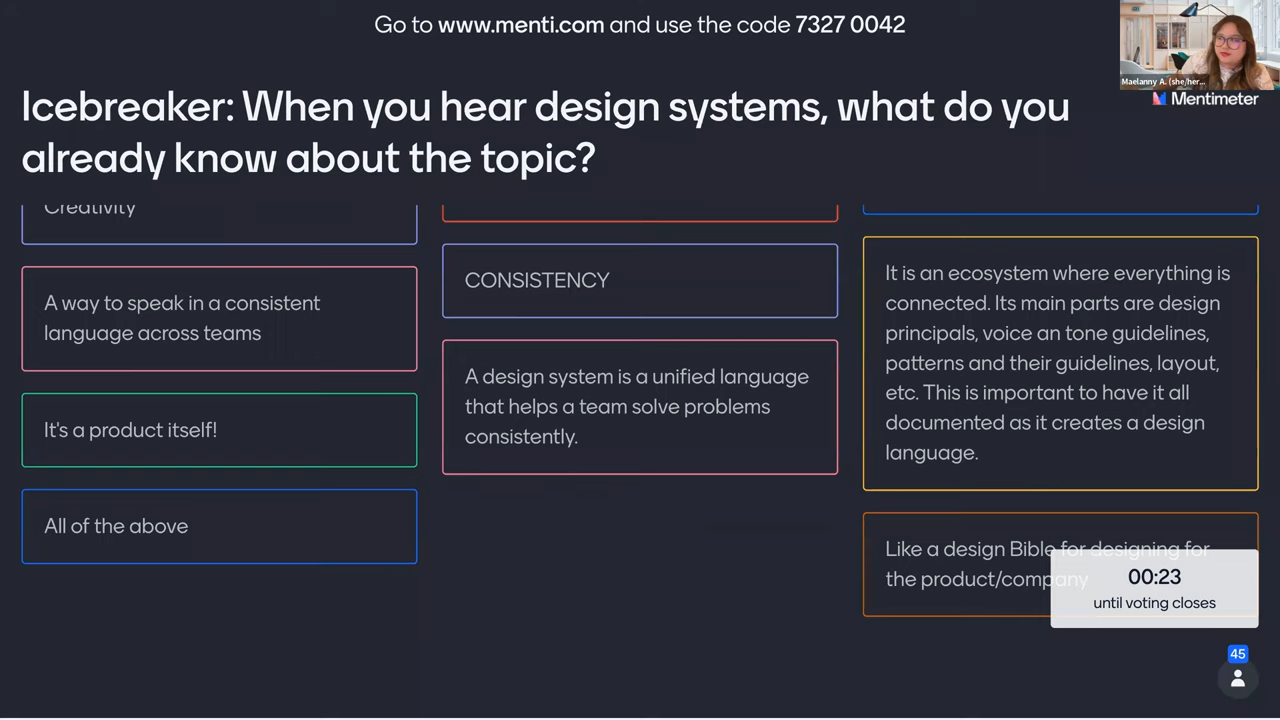 Go to www.menti.com and use the code 7327 0042
Maelanny A. (she/her...
Mentimeter
Icebreaker: When you hear design systems, what do you
already know about the topic?
Creativity
A way to speak in a consistent
language across teams
It's a product itself!
All of the above
CONSISTENCY
A design system is a unified language
that helps a team solve problems
consistently.
It is an ecosystem where everything is
connected. Its main parts are design
principals, voice an tone guidelines,
patterns and their guidelines, layout,
etc. This is important to have it all
documented as it creates a design
language.
Like a design Bible for designing for
the product/company
00:23
until voting closes
45